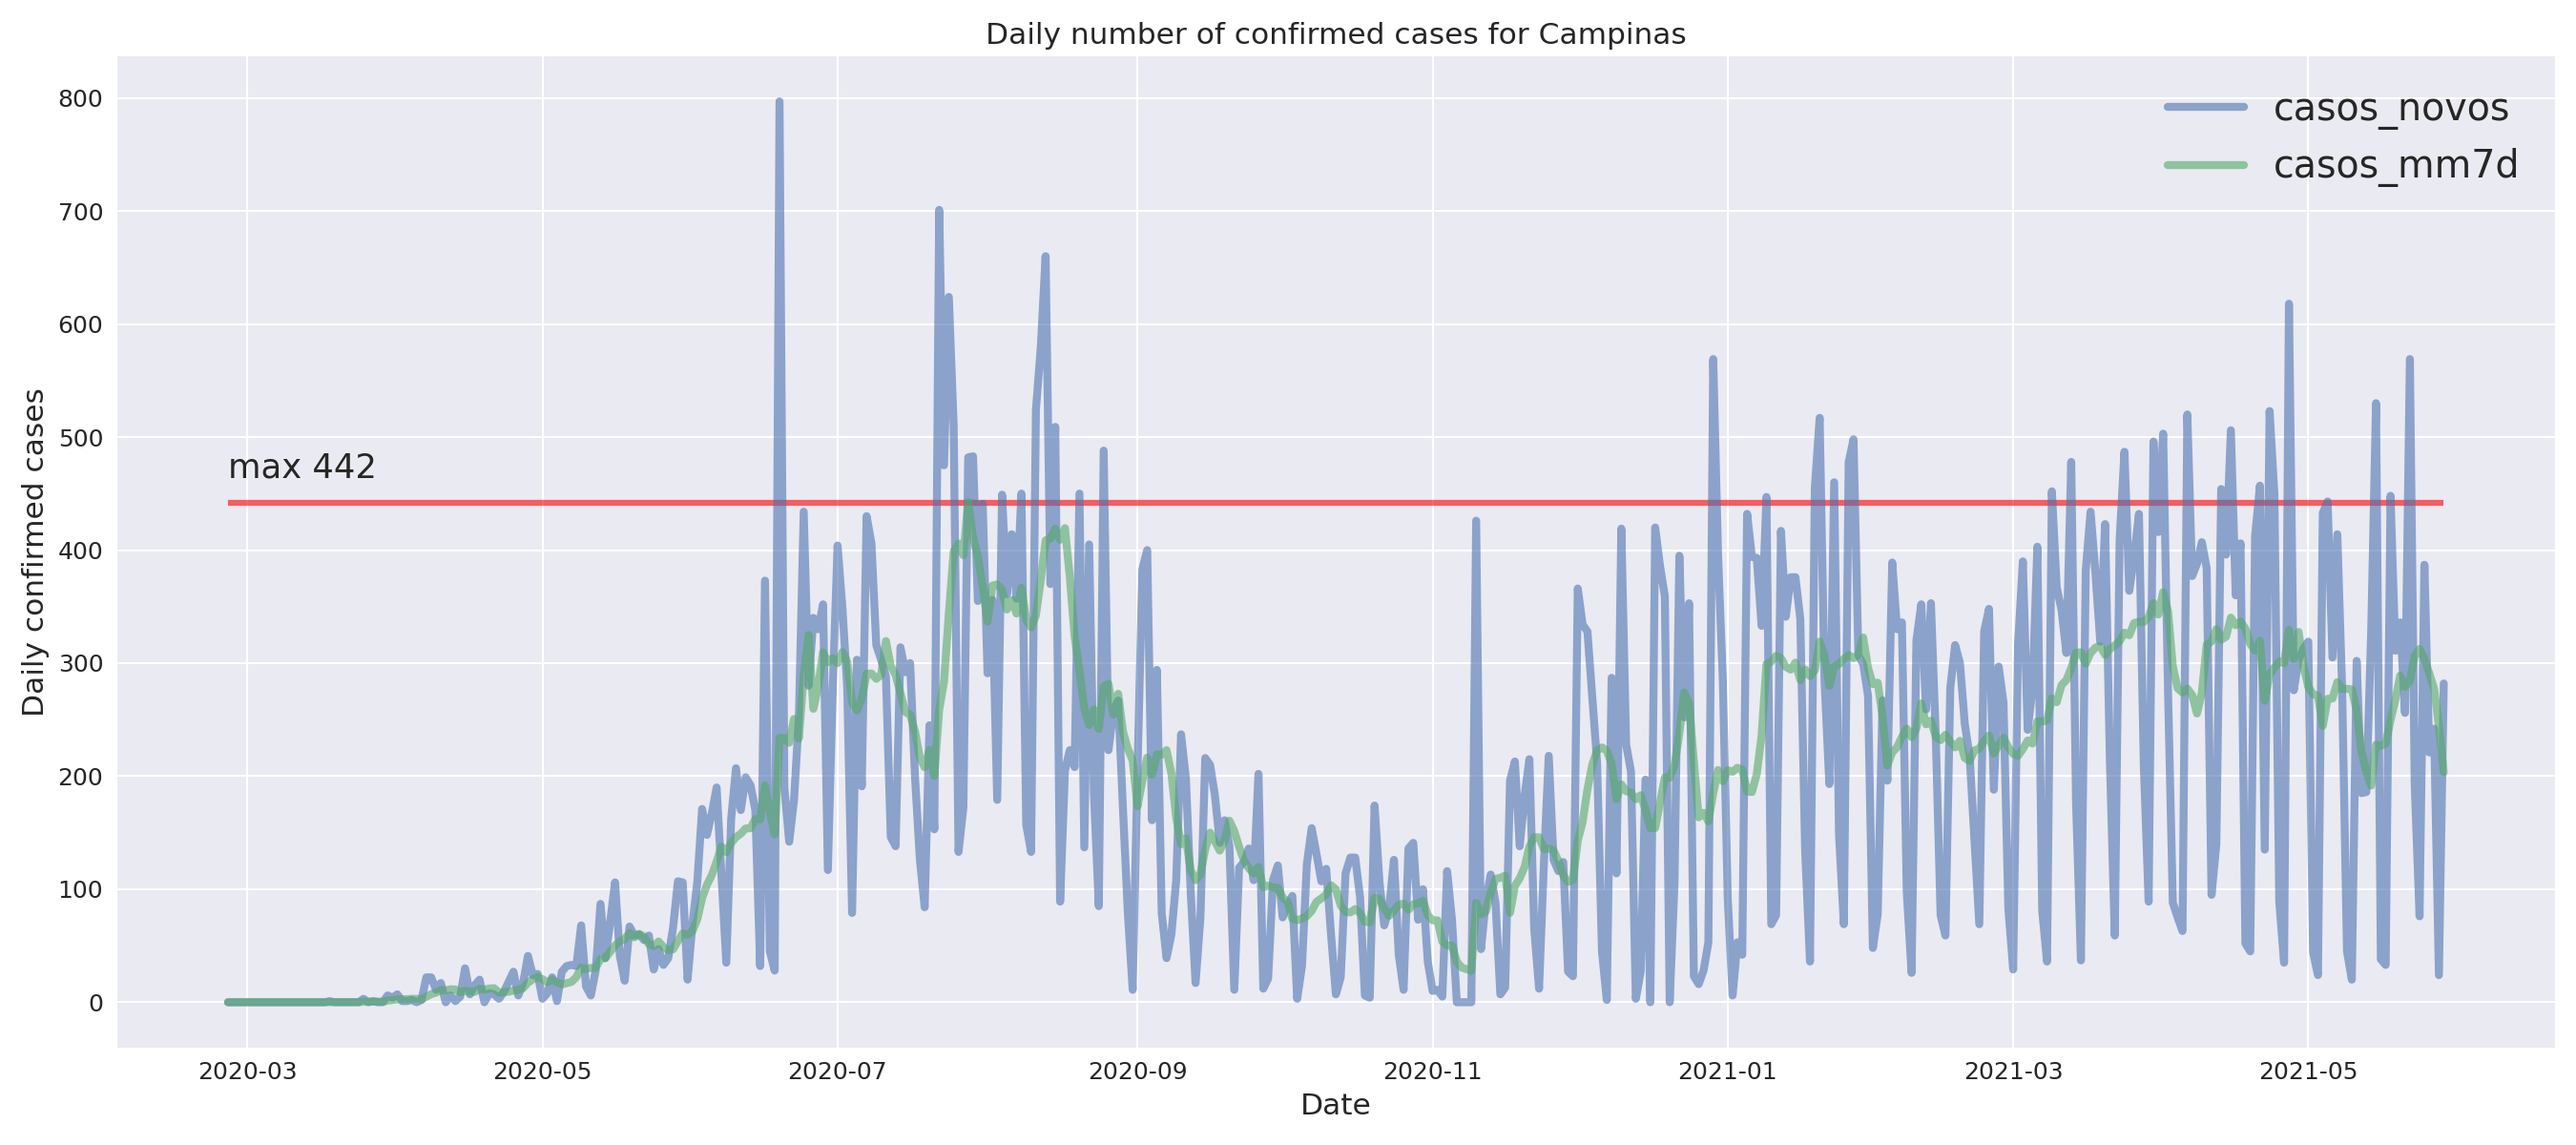 Daily number of confirmed cases for Campinas
casos_novos
casos_mm7d
max 442
Daily confirmed cases
800
700
600
500
400
300
200
100
0
2020-03 2020-05 2020-07 2020-09 2020-11 2021-01 2021-03 2021-05
Date